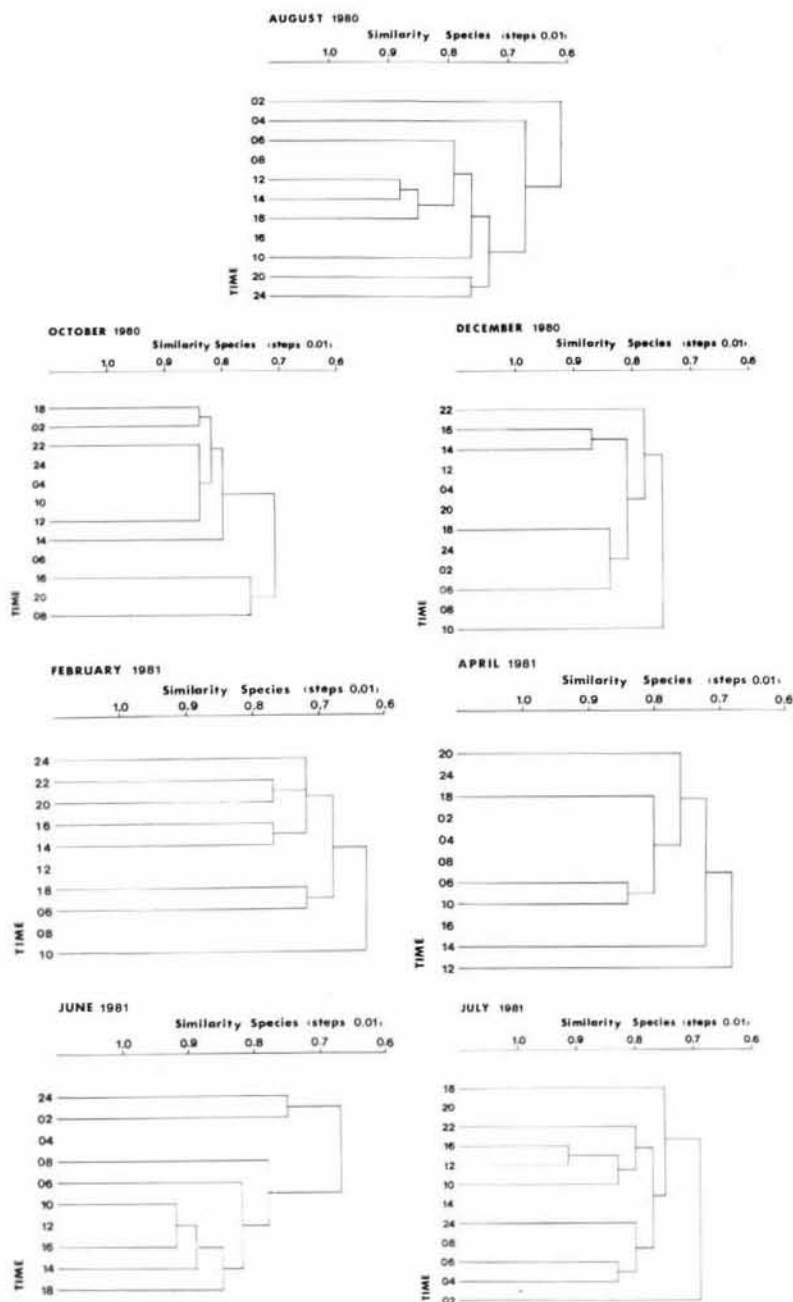 AUGUST 1980
Similarity Species (steps 0.01)
1.0 0.9 0.8 0.7 0.6
02
04
06
08
12
14
18
16
10
20
24
TIME
OCTOBER 1980
Similarity Species (steps 0.01)
1.0 0.9 0.8 0.7 0.6
18
02
22
24
04
10
12
14
06
16
20
08
TIME
DECEMBER 1980
Similarity Species (steps 0.01)
1.0 0.9 0.8 0.7 0.6
22
16
14
12
04
20
18
24
02
06
08
10
TIME
FEBRUARY 1981
Similarity Species (steps 0.01)
1.0 0.9 0.8 0.7 0.6
24
22
20
16
14
12
18
06
08
10
TIME
APRIL 1981
Similarity Species (steps 0.01)
1.0 0.9 0.8 0.7 0.6
20
24
18
02
04
08
06
10
16
14
12
TIME
JUNE 1981
Similarity Species (steps 0.01)
1.0 0.9 0.8 0.7 0.6
24
02
04
08
06
10
12
16
14
18
TIME
JULY 1981
Similarity Species (steps 0.01)
1.0 0.9 0.8 0.7 0.6
18
20
22
16
12
10
14
24
08
06
04
02
TIME